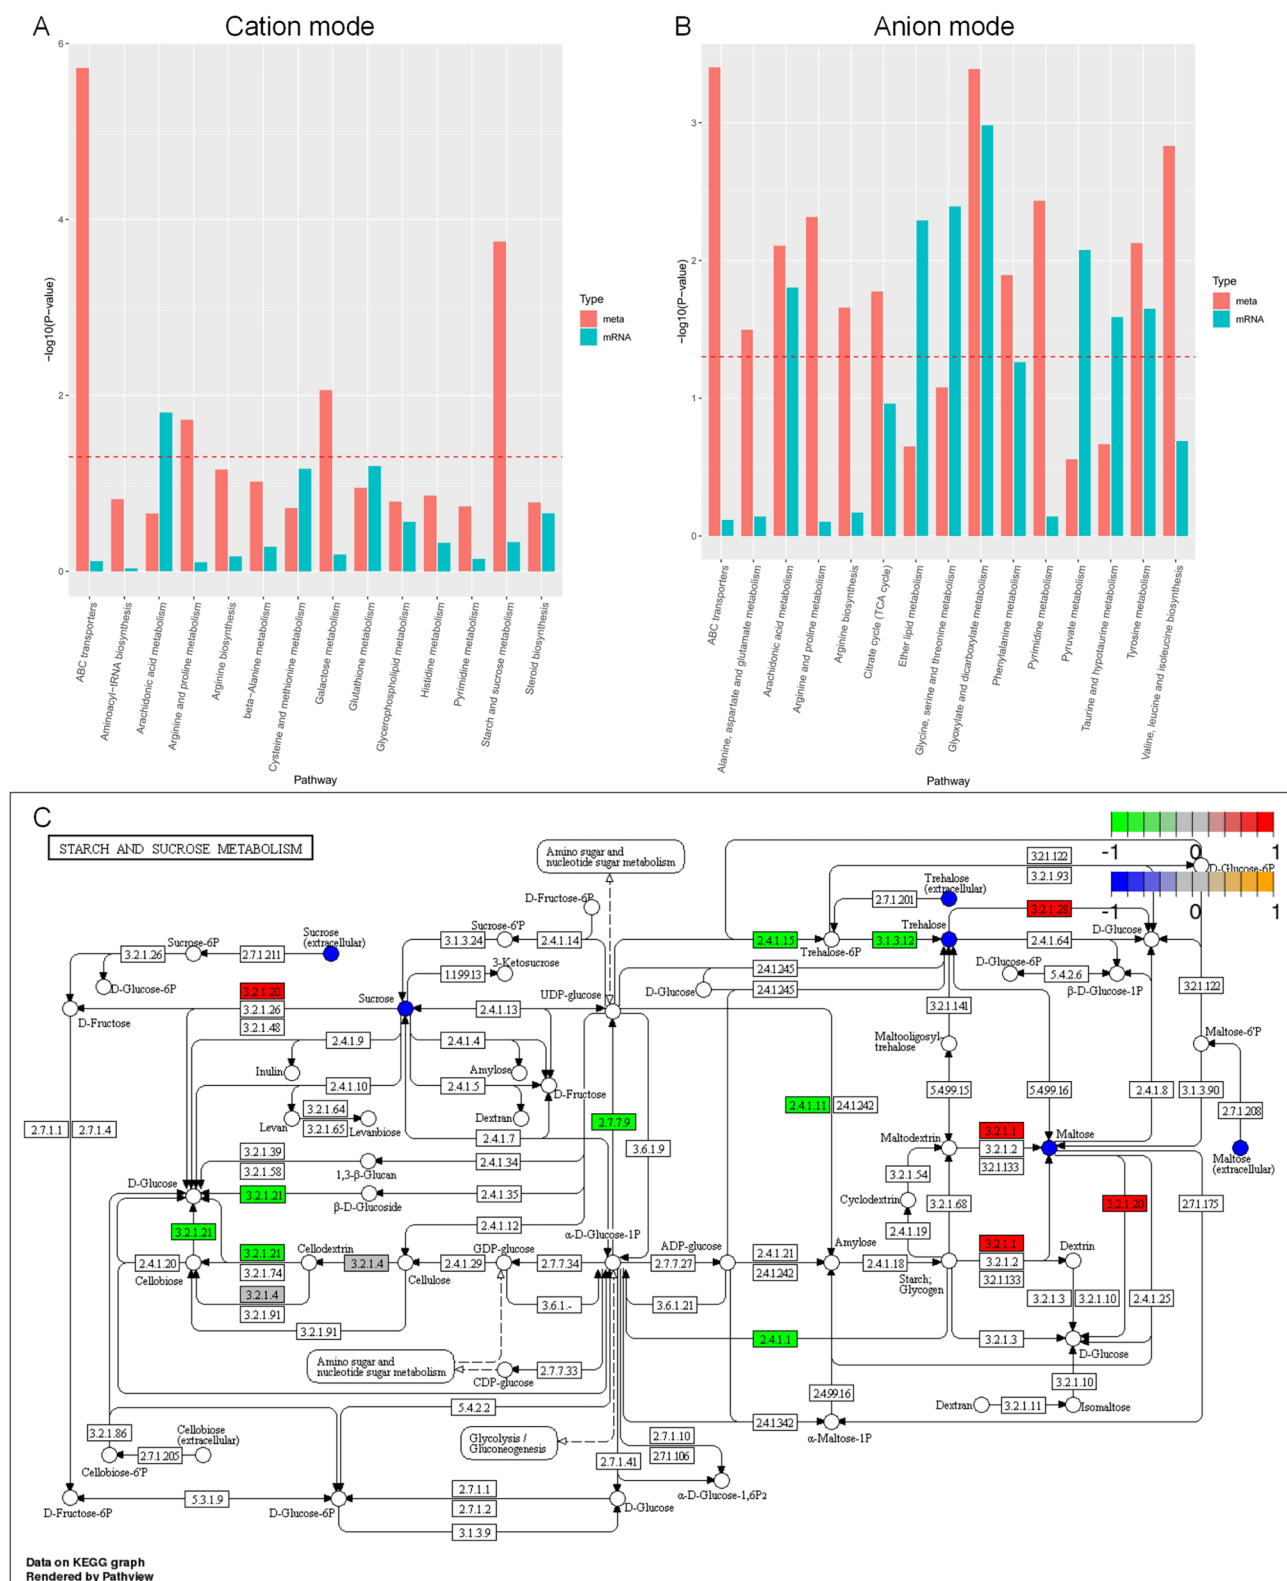 A
Cation mode
6
4
2
0
−log10(P−value)
ABC transporters
Aminoacyl−tRNA biosynthesis
Arachidonic acid metabolism
Arginine and proline metabolism
Arginine biosynthesis
beta−Alanine metabolism
Cysteine and methionine metabolism
Galactose metabolism
Glutathione metabolism
Glycerophospholipid metabolism
Histidine metabolism
Pyrimidine metabolism
Starch and sucrose metabolism
Steroid biosynthesis
Pathway
Type
meta
mRNA
B
Anion mode
3
2
1
0
−log10(P−value)
ABC transporters
Alanine, aspartate and glutamate metabolism
Arachidonic acid metabolism
Arginine and proline metabolism
Arginine biosynthesis
Citrate cycle (TCA cycle)
Ether lipid metabolism
Glycine, serine and threonine metabolism
Glyoxylate and dicarboxylate metabolism
Phenylalanine metabolism
Pyrimidine metabolism
Pyruvate metabolism
Taurine and hypotaurine metabolism
Tyrosine metabolism
Valine, leucine and isoleucine biosynthesis
Pathway
Type
meta
mRNA
C
STARCH AND SUCROSE METABOLISM
-1 0 1
-1 0 1
Amino sugar and
nucleotide sugar metabolism
3.2.1.122
3.2.1.93
D-Glucose-6P
Trehalose
(extracellular)
2.7.1.201
D-Fructose-6P
3.2.1.28
Sucrose-6'P
3.1.3.24
2.4.1.14
2.4.1.15
Trehalose-6P
3.1.3.12
Trehalose
2.4.1.64
D-Glucose
Sucrose
(extracellular)
Sucrose-6P
3.2.1.26
2.7.1.211
3-Ketosucrose
1.1.99.13
D-Glucose-6P
UDP-glucose
D-Glucose
2.4.1.245
2.4.1.245
D-Glucose-6P
5.4.2.6
β-D-Glucose-1P
3.2.1.122
3.2.1.20
3.2.1.26
3.2.1.48
D-Fructose
Sucrose
2.4.1.13
3.2.1.141
Maltooligosyl-
trehalose
Maltose-6'P
2.4.1.9
2.4.1.4
Inulin
Amylose
2.4.1.10
2.4.1.5
D-Fructose
5.4.99.15
5.4.99.16
2.4.1.8
3.1.3.90
3.2.1.64
3.2.1.65
Levan
Levanbiose
Dextran
2.4.1.11
2.4.1.242
2.7.1.208
2.7.1.1
2.7.1.4
2.7.7.9
2.4.1.7
3.6.1.9
Maltodextrin
3.2.1.1
3.2.1.2
3.2.1.133
Maltose
Maltose
(extracellular)
3.2.1.39
3.2.1.58
1,3-β-Glucan
2.4.1.34
3.2.1.54
D-Glucose
3.2.1.21
β-D-Glucoside
2.4.1.35
Cyclodextrin
3.2.1.68
3.2.1.20
2.7.1.175
3.2.1.21
2.4.1.12
2.4.1.19
α-D-Glucose-1P
2.4.1.20
Cellobiose
3.2.1.21
3.2.1.74
3.2.1.4
3.2.1.91
Cellodextrin
3.2.1.4
Cellulose
2.4.1.29
GDP-glucose
2.7.7.34
ADP-glucose
2.7.7.27
2.4.1.21
2.4.1.242
Amylose
2.4.1.18
Starch;
Glycogen
3.2.1.1
3.2.1.2
3.2.1.133
Dextrin
3.6.1.-
3.6.1.21
3.2.1.3
3.2.1.10
2.4.1.25
3.2.1.91
2.4.1.1
3.2.1.3
D-Glucose
Amino sugar and
nucleotide sugar metabolism
CDP-glucose
2.7.7.33
2.4.99.16
3.2.1.10
Dextran
3.2.1.11
Isomaltose
5.4.2.2
2.4.1.342
α-Maltose-1P
3.2.1.86
Cellobiose
(extracellular)
2.7.1.205
Cellobiose-6'P
Glycolysis /
Gluconeogenesis
2.7.1.10
2.7.1.106
2.7.1.41
α-D-Glucose-1,6P2
D-Fructose-6P
5.3.1.9
D-Glucose-6P
2.7.1.1
2.7.1.2
3.1.3.9
D-Glucose
Data on KEGG graph
Rendered by Pathview